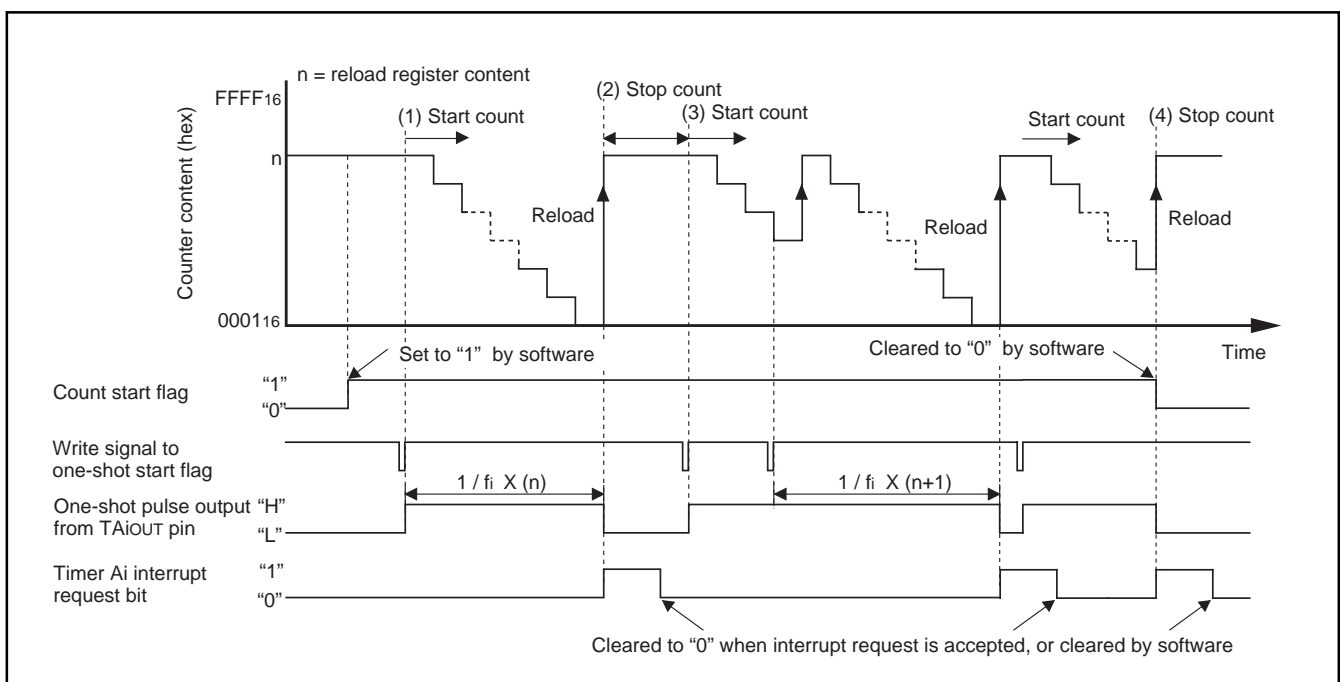 n = reload register content
FFFF16
(1) Start count
(2) Stop count
(3) Start count
Start count
(4) Stop count
Counter content (hex)
n
Reload
Reload
Reload
000116
Set to “1” by software
Cleared to “0” by software
Time
Count start flag
“1”
“0”
Write signal to
one-shot start flag
1 / fi X (n)
1 / fi X (n+1)
One-shot pulse output
from TAiOUT pin
“H”
“L”
Timer Ai interrupt
request bit
“1”
“0”
Cleared to “0” when interrupt request is accepted, or cleared by software